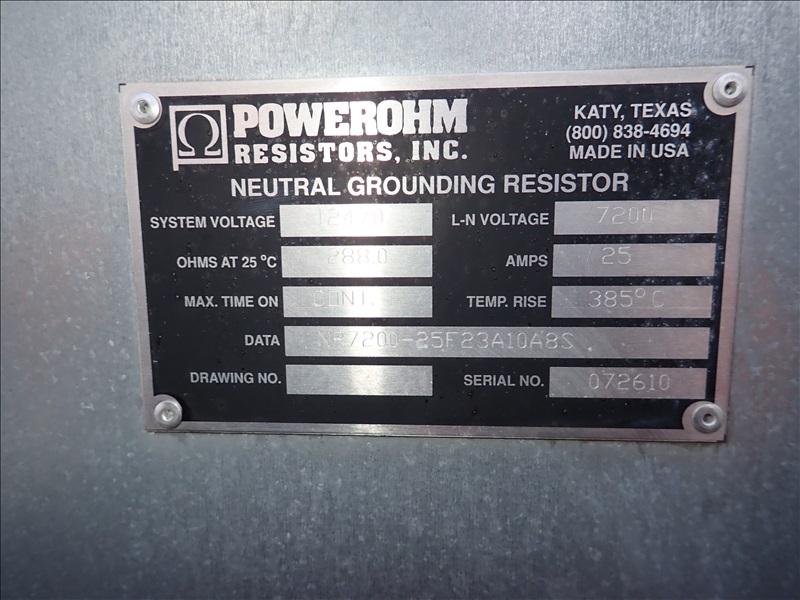 Ω POWEROHM
RESISTORS, INC.
KATY, TEXAS
(800) 838-4694
MADE IN USA
NEUTRAL GROUNDING RESISTOR
SYSTEM VOLTAGE 12470 L-N VOLTAGE 7200
OHMS AT 25 °C 288.0 AMPS 25
MAX. TIME ON CONT. TEMP. RISE 385°C
DATA NR7200-25F23A10A8S
DRAWING NO. SERIAL NO. 072610